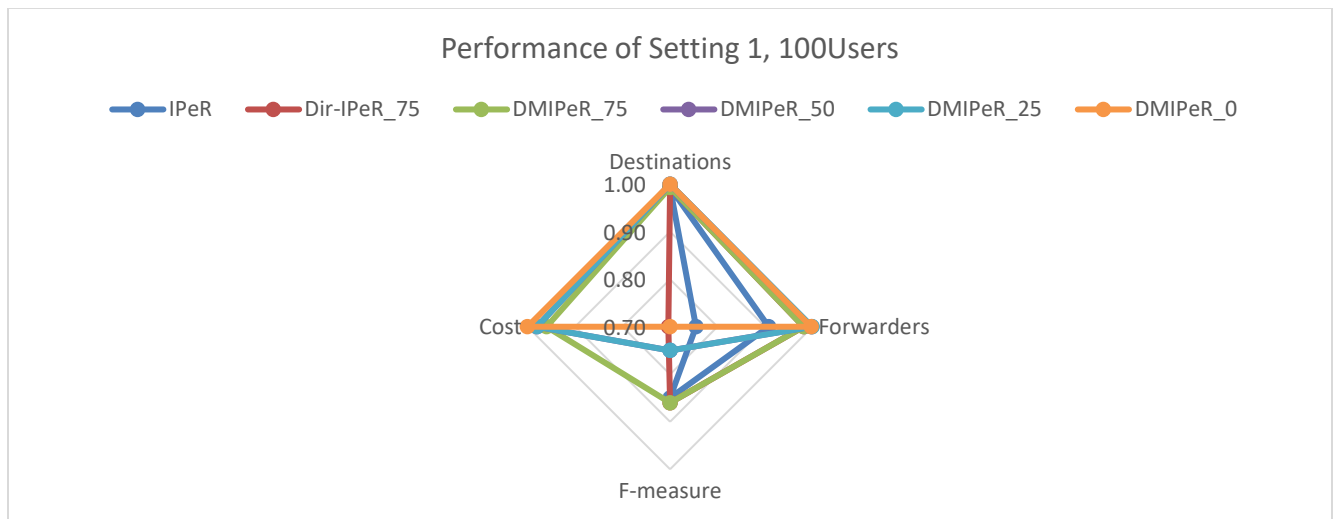 Performance of Setting 1, 100Users
IPeR Dir-IPeR_75 DMIPeR_75 DMIPeR_50 DMIPeR_25 DMIPeR_0
Destinations
1.00
0.90
0.80
0.70
Cost
Forwarders
F-measure